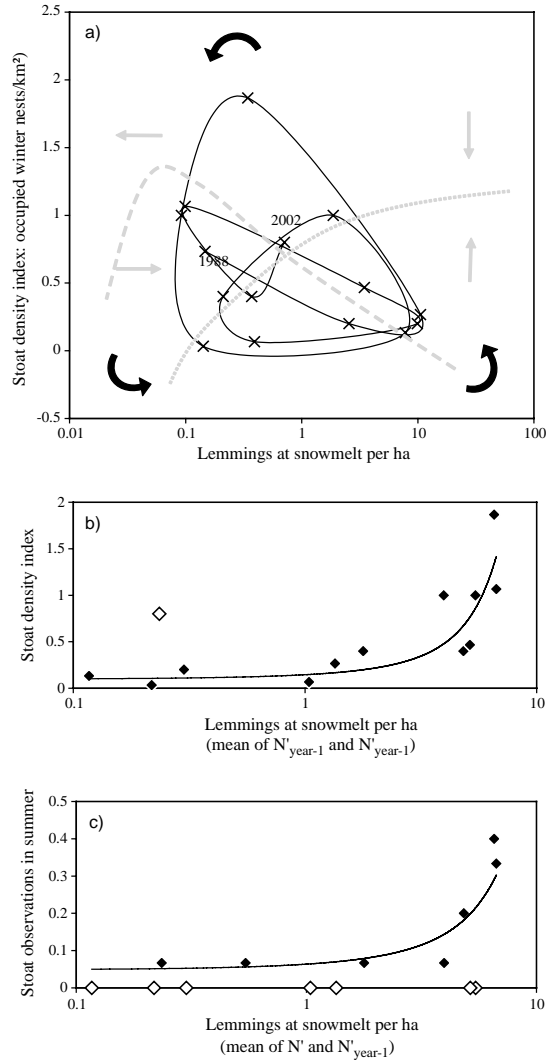 a)
Stoat density index: occupied winter nests/km²)
2.5
2
1.5
1
0.5
0
-0.5
2002
1988
0.01
0.1
1
10
100
Lemmings at snowmelt per ha
b)
Stoat density index
2
1.5
1
0.5
0
0.1
1
10
Lemmings at snowmelt per ha
(mean of N'year-1 and N'year-1)
c)
Stoat observations in summer
0.5
0.4
0.3
0.2
0.1
0
0.1
1
10
Lemmings at snowmelt per ha
(mean of N' and N'year-1)